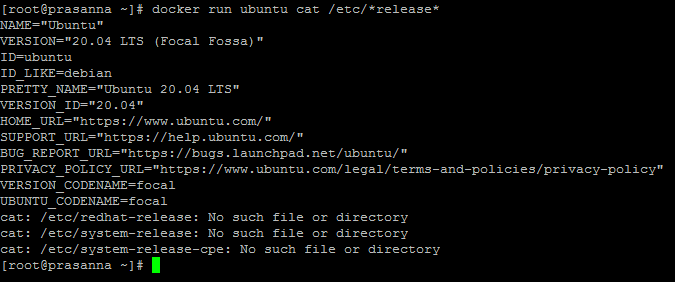 [root@prasanna ~]# docker run ubuntu cat /etc/*release*
NAME="Ubuntu"
VERSION="20.04 LTS (Focal Fossa)"
ID=ubuntu
ID_LIKE=debian
PRETTY_NAME="Ubuntu 20.04 LTS"
VERSION_ID="20.04"
HOME_URL="https://www.ubuntu.com/"
SUPPORT_URL="https://help.ubuntu.com/"
BUG_REPORT_URL="https://bugs.launchpad.net/ubuntu/"
PRIVACY_POLICY_URL="https://www.ubuntu.com/legal/terms-and-policies/privacy-policy"
VERSION_CODENAME=focal
UBUNTU_CODENAME=focal
cat: /etc/redhat-release: No such file or directory
cat: /etc/system-release: No such file or directory
cat: /etc/system-release-cpe: No such file or directory
[root@prasanna ~]#